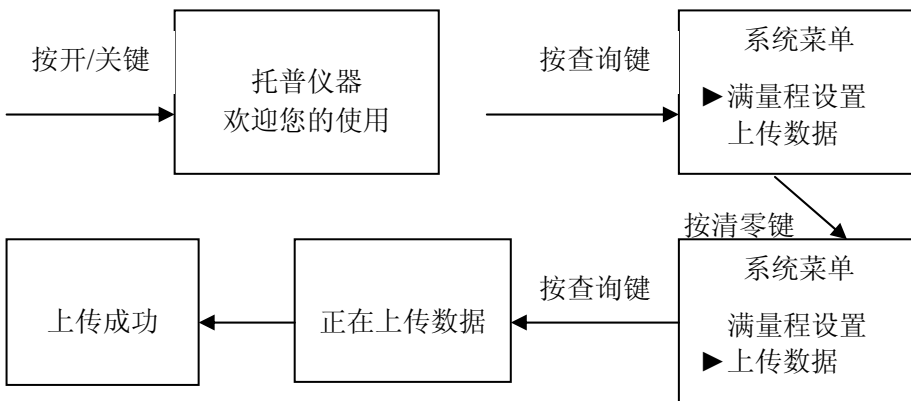 按开/关键
托普仪器
欢迎您的使用
按查询键
系统菜单
►满量程设置
上传数据
按清零键
系统菜单
满量程设置
►上传数据
按查询键
正在上传数据
上传成功